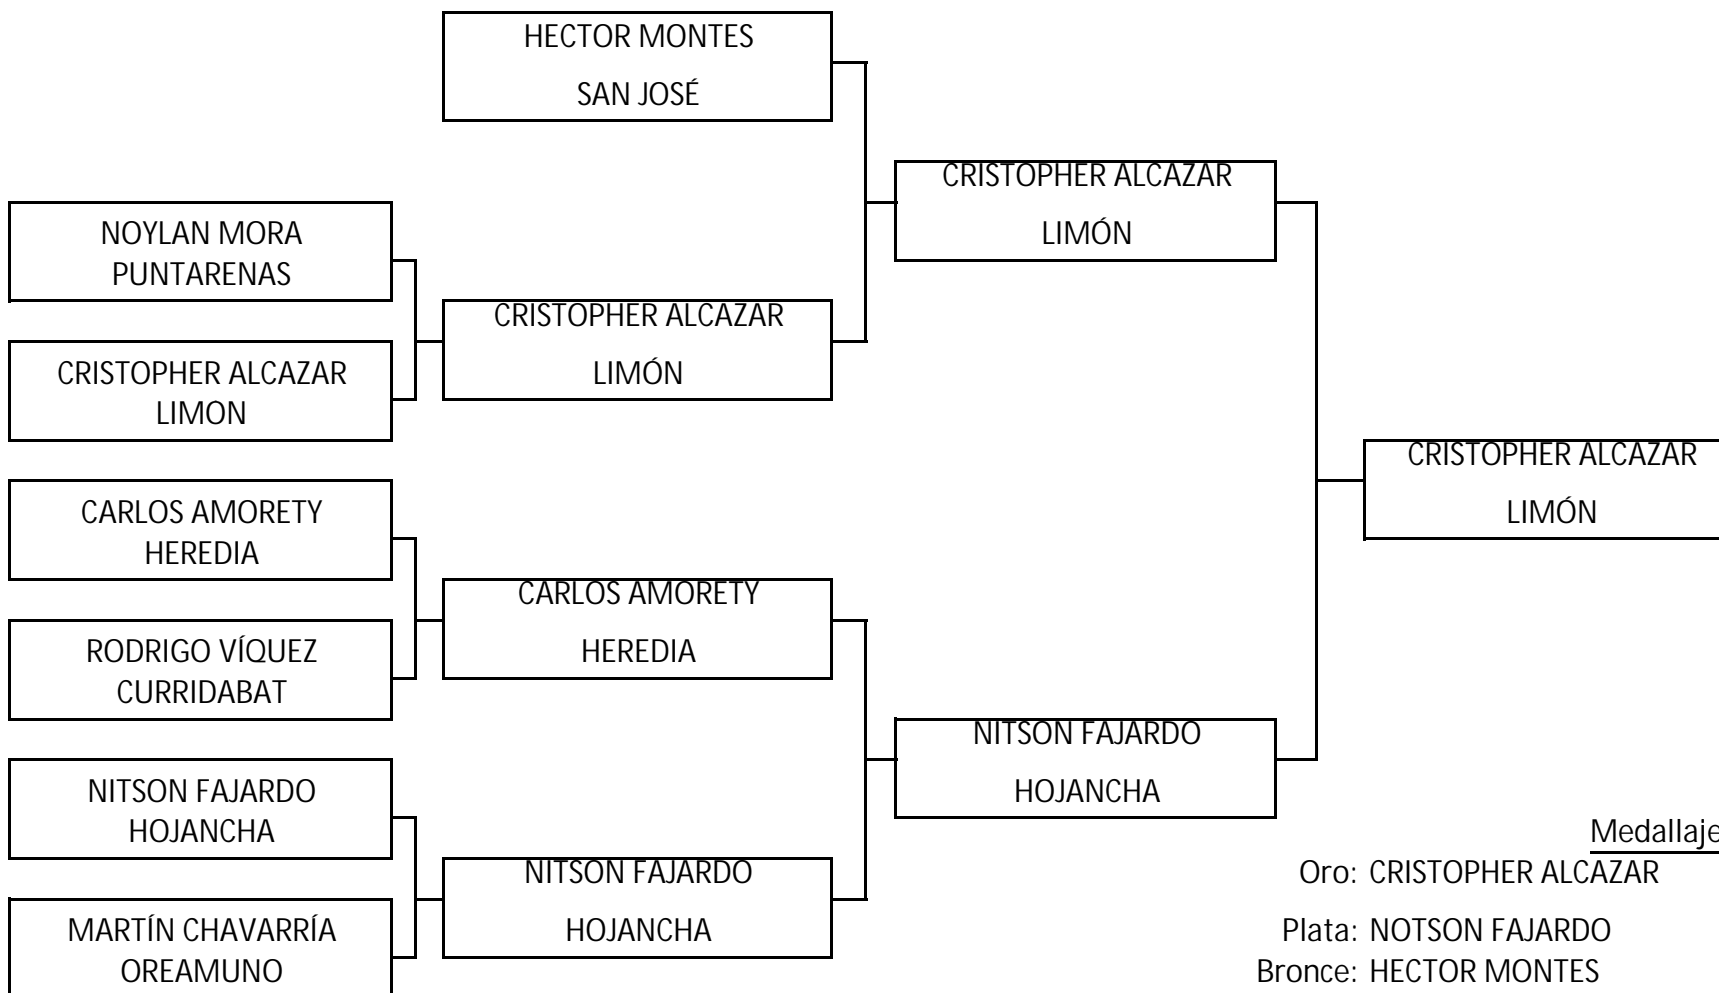 HECTOR MONTES
SAN JOSÉ
NOYLAN MORA
PUNTARENAS
CRISTOPHER ALCAZAR
LIMON
CARLOS AMORETY
HEREDIA
RODRIGO VÍQUEZ
CURRIDABAT
NITSON FAJARDO
HOJANCHA
MARTÍN CHAVARRÍA
OREAMUNO
CRISTOPHER ALCAZAR
LIMÓN
CARLOS AMORETY
HEREDIA
NITSON FAJARDO
HOJANCHA
CRISTOPHER ALCAZAR
LIMÓN
NITSON FAJARDO
HOJANCHA
CRISTOPHER ALCAZAR
LIMÓN
Medallaje
Oro: CRISTOPHER ALCAZAR
Plata: NOTSON FAJARDO
Bronce: HECTOR MONTES